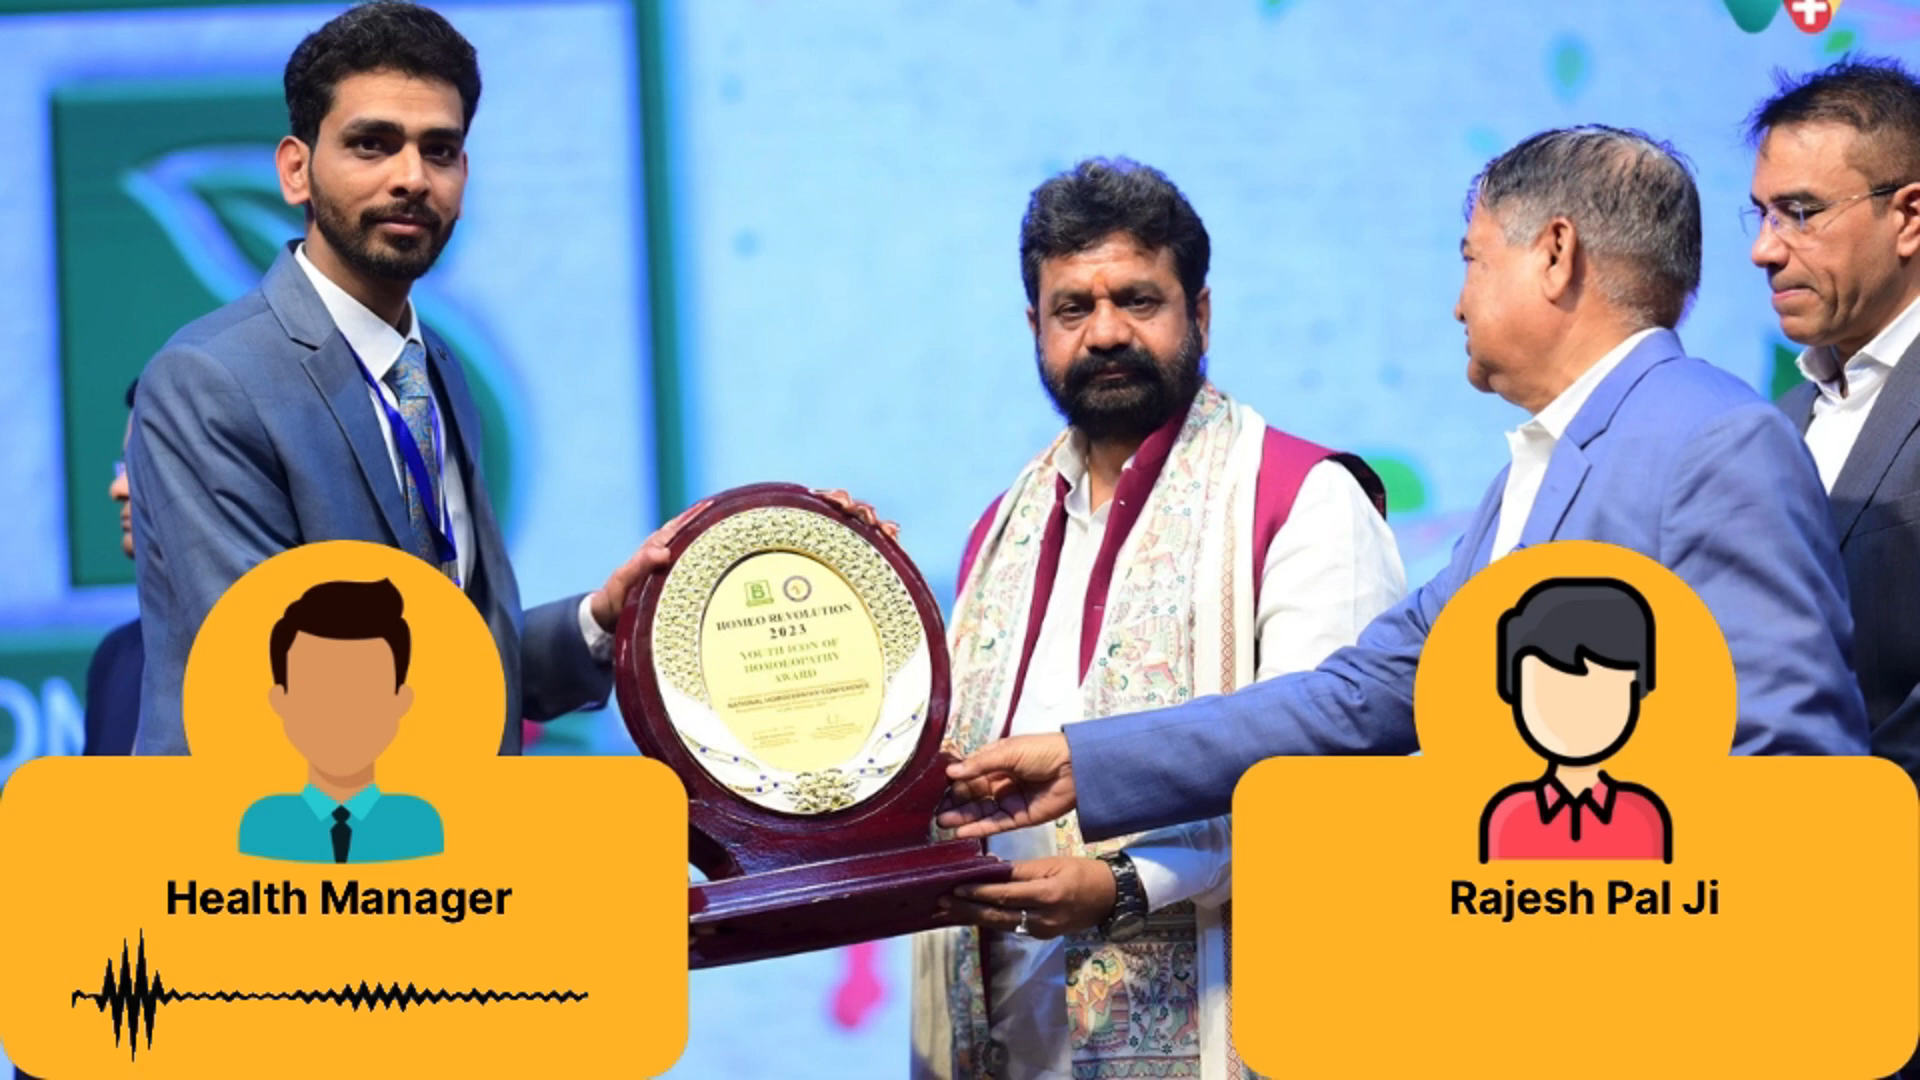 B
HOMEO REVOLUTION
2023
YOUTH ICON OF
HOMOEOPATHY
AWARD
NATIONAL HOMOEOPATHY CONFERENCE
Health Manager
Rajesh Pal Ji